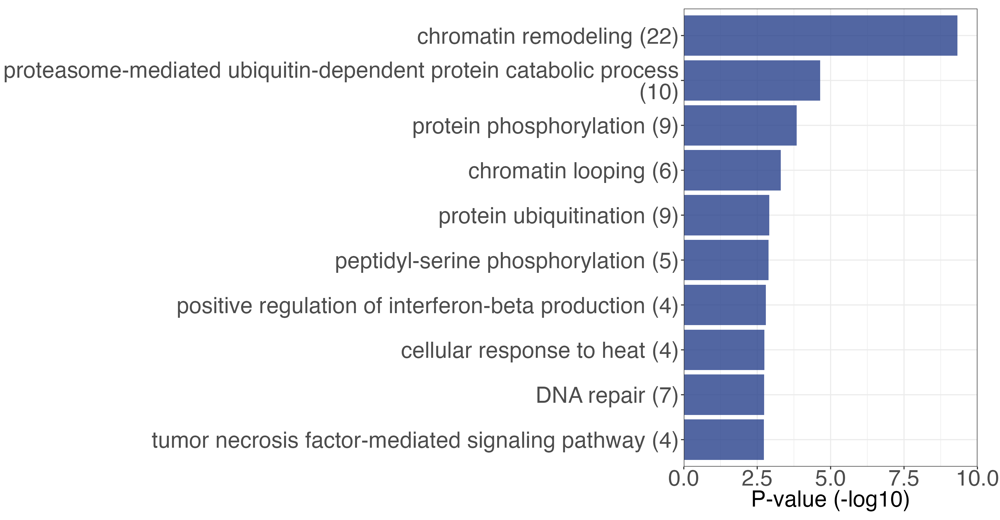 chromatin remodeling (22)
proteasome-mediated ubiquitin-dependent protein catabolic process
(10)
protein phosphorylation (9)
chromatin looping (6)
protein ubiquitination (9)
peptidyl-serine phosphorylation (5)
positive regulation of interferon-beta production (4)
cellular response to heat (4)
DNA repair (7)
tumor necrosis factor-mediated signaling pathway (4)
0.0 2.5 5.0 7.5 10.0
P-value (-log10)